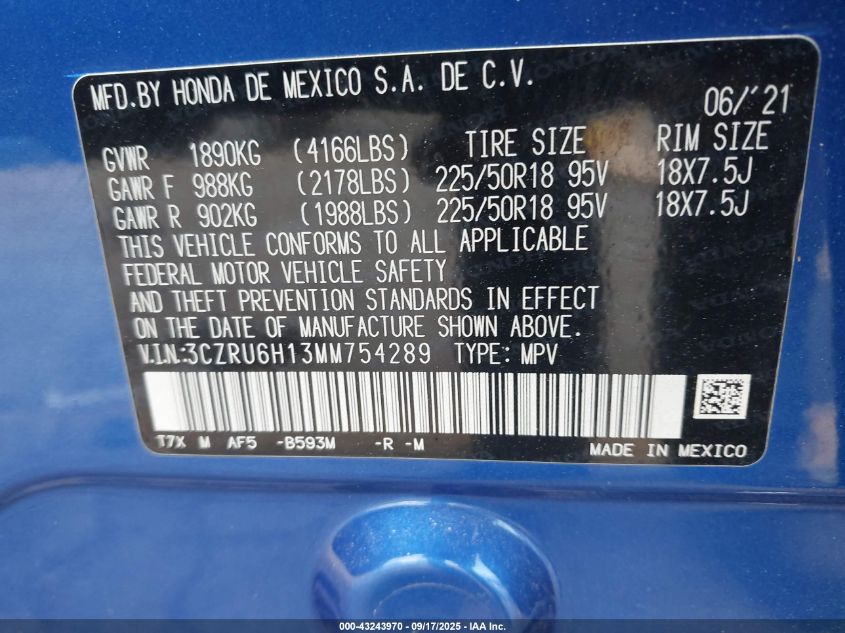 MFD.BY HONDA DE MEXICO S.A. DE C.V.
06/'21
GVWR 1890KG (4166LBS) TIRE SIZE RIM SIZE
GAWR F 988KG (2178LBS) 225/50R18 95V 18X7.5J
GAWR R 902KG (1988LBS) 225/50R18 95V 18X7.5J
THIS VEHICLE CONFORMS TO ALL APPLICABLE
FEDERAL MOTOR VEHICLE SAFETY
AND THEFT PREVENTION STANDARDS IN EFFECT
ON THE DATE OF MANUFACTURE SHOWN ABOVE.
V.I.N.:3CZRU6H13MM754289 TYPE: MPV
T7X M AF5 -B593M -R -M
MADE IN MEXICO
000-43243970 - 09/17/2025 - IAA Inc.